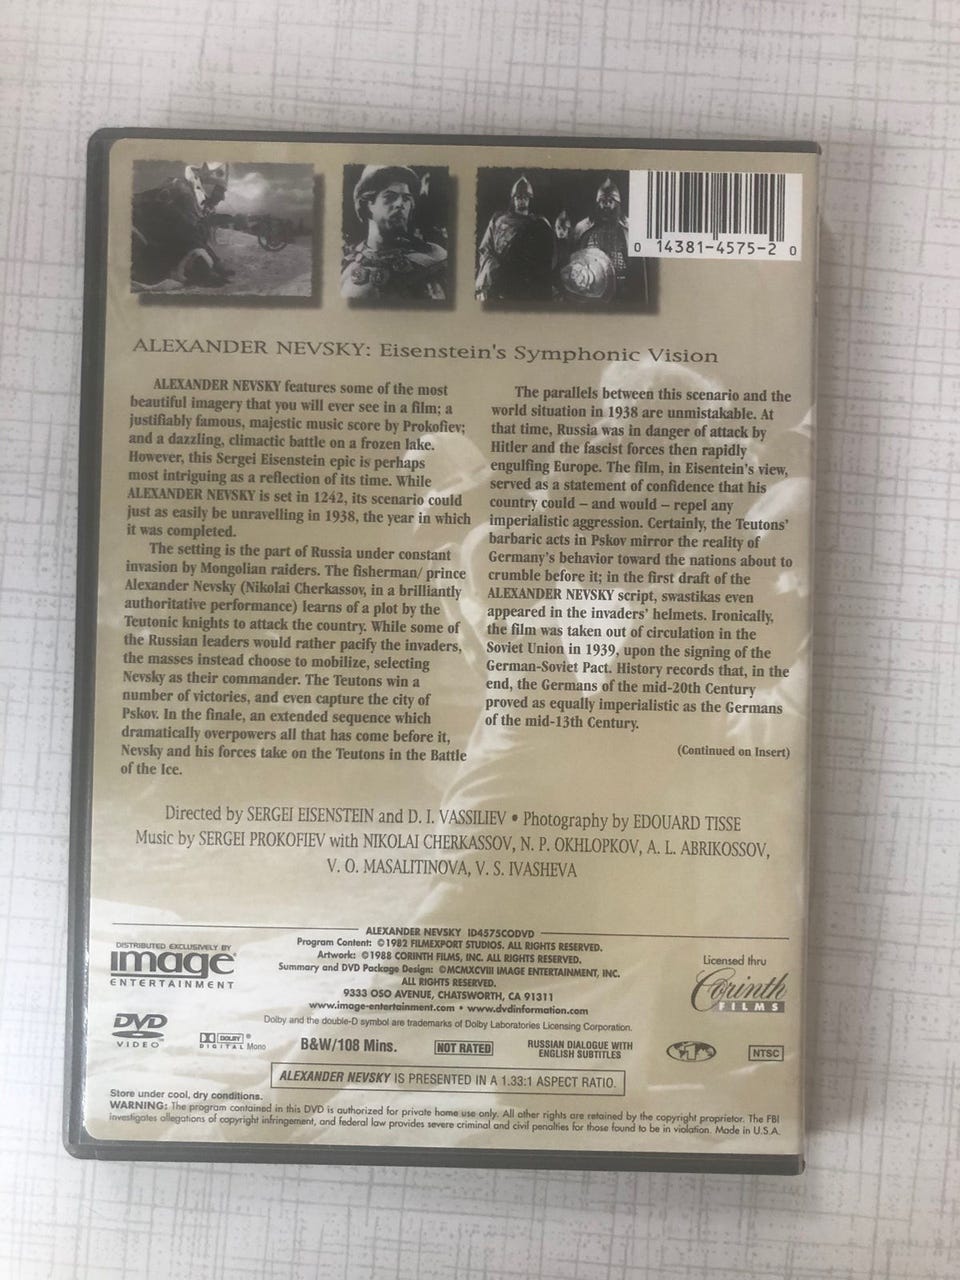 0 14381-4575-2 0
ALEXANDER NEVSKY: Eisenstein's Symphonic Vision
ALEXANDER NEVSKY features some of the most
beautiful imagery that you will ever see in a film; a
justifiably famous, majestic music score by Prokofiev;
and a dazzling, climactic battle on a frozen lake.
However, this Sergei Eisenstein epic is perhaps
most intriguing as a reflection of its time. While
ALEXANDER NEVSKY is set in 1242, its scenario could
just as easily be unravelling in 1938, the year in which
it was completed.
The setting is the part of Russia under constant
invasion by Mongolian raiders. The fisherman/ prince
Alexander Nevsky (Nikolai Cherkassov, in a brilliantly
authoritative performance) learns of a plot by the
Teutonic knights to attack the country. While some of
the Russian leaders would rather pacify the invaders,
the masses instead choose to mobilize, selecting
Nevsky as their commander. The Teutons win a
number of victories, and even capture the city of
Pskov. In the finale, an extended sequence which
dramatically overpowers all that has come before it,
Nevsky and his forces take on the Teutons in the Battle
of the Ice.
The parallels between this scenario and the
world situation in 1938 are unmistakable. At
that time, Russia was in danger of attack by
Hitler and the fascist forces then rapidly
engulfing Europe. The film, in Eisentein's view,
served as a statement of confidence that his
country could – and would – repel any
imperialistic aggression. Certainly, the Teutons'
barbaric acts in Pskov mirror the reality of
Germany's behavior toward the nations about to
crumble before it; in the first draft of the
ALEXANDER NEVSKY script, swastikas even
appeared in the invaders' helmets. Ironically,
the film was taken out of circulation in the
Soviet Union in 1939, upon the signing of the
German-Soviet Pact. History records that, in the
end, the Germans of the mid-20th Century
proved as equally imperialistic as the Germans
of the mid-13th Century.
(Continued on Insert)
Directed by SERGEI EISENSTEIN and D. I. VASSILIEV • Photography by EDOUARD TISSE
Music by SERGEI PROKOFIEV with NIKOLAI CHERKASSOV, N. P. OKHLOPKOV, A. L. ABRIKOSSOV,
V. O. MASALITINOVA, V. S. IVASHEVA
ALEXANDER NEVSKY ID4575CODVD
Program Content: ©1982 FILMEXPORT STUDIOS. ALL RIGHTS RESERVED.
Artwork: ©1988 CORINTH FILMS, INC. ALL RIGHTS RESERVED.
Summary and DVD Package Design: ©MCMXCVIII IMAGE ENTERTAINMENT, INC.
ALL RIGHTS RESERVED.
9333 OSO AVENUE, CHATSWORTH, CA 91311
www.image-entertainment.com • www.dvdinformation.com
Dolby and the double-D symbol are trademarks of Dolby Laboratories Licensing Corporation.
DISTRIBUTED EXCLUSIVELY BY
image
ENTERTAINMENT
Licensed thru
Corinth
FILMS
DVD
VIDEO
DOLBY
DIGITAL Mono
B&W/108 Mins.
NOT RATED
RUSSIAN DIALOGUE WITH
ENGLISH SUBTITLES
1
NTSC
ALEXANDER NEVSKY IS PRESENTED IN A 1.33:1 ASPECT RATIO.
Store under cool, dry conditions.
WARNING: The program contained in this DVD is authorized for private home use only. All other rights are retained by the copyright proprietor. The FBI
investigates allegations of copyright infringement, and federal law provides severe criminal and civil penalties for those found to be in violation. Made in U.S.A.